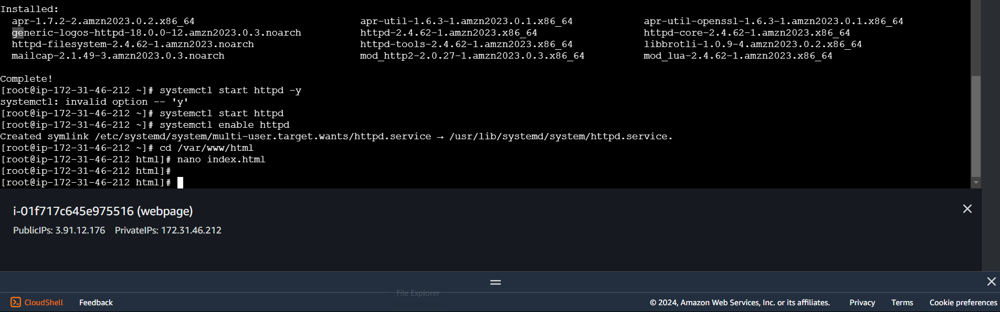 Installed:
apr-1.7.2-2.amzn2023.0.2.x86_64 apr-util-1.6.3-1.amzn2023.0.1.x86_64 apr-util-openssl-1.6.3-1.amzn2023.0.1.x86_64
generic-logos-httpd-18.0.0-12.amzn2023.0.3.noarch httpd-2.4.62-1.amzn2023.x86_64 httpd-core-2.4.62-1.amzn2023.x86_64
httpd-filesystem-2.4.62-1.amzn2023.noarch httpd-tools-2.4.62-1.amzn2023.x86_64 libbrotli-1.0.9-4.amzn2023.0.2.x86_64
mailcap-2.1.49-3.amzn2023.0.3.noarch mod_http2-2.0.27-1.amzn2023.0.3.x86_64 mod_lua-2.4.62-1.amzn2023.x86_64
Complete!
[root@ip-172-31-46-212 ~]# systemctl start httpd -y
systemctl: invalid option -- 'y'
[root@ip-172-31-46-212 ~]# systemctl start httpd
[root@ip-172-31-46-212 ~]# systemctl enable httpd
Created symlink /etc/systemd/system/multi-user.target.wants/httpd.service → /usr/lib/systemd/system/httpd.service.
[root@ip-172-31-46-212 ~]# cd /var/www/html
[root@ip-172-31-46-212 html]# nano index.html
[root@ip-172-31-46-212 html]#
[root@ip-172-31-46-212 html]#
i-01f717c645e975516 (webpage)
PublicIPs: 3.91.12.176 PrivateIPs: 172.31.46.212
File Explorer
CloudShell Feedback © 2024, Amazon Web Services, Inc. or its affiliates. Privacy Terms Cookie preferences